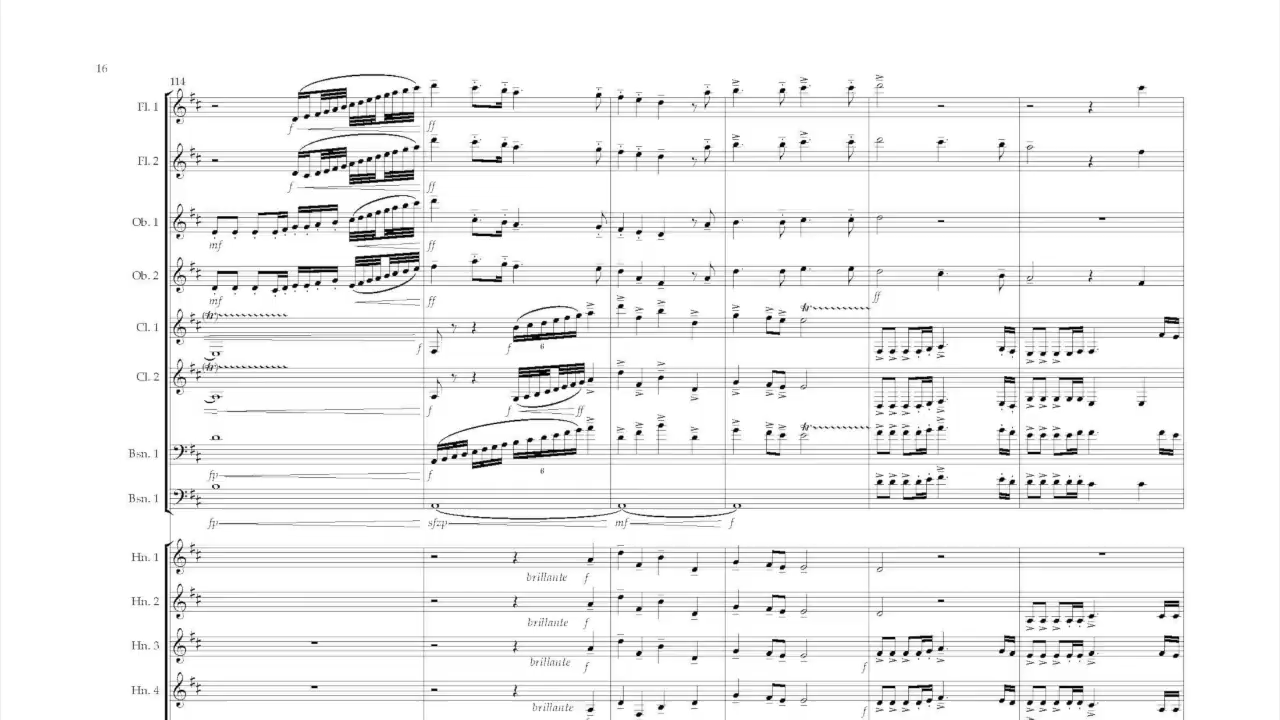 16
114
Fl. 1
f ff
Fl. 2
f ff
Ob. 1
mf ff
Ob. 2
mf ff ff
Cl. 1
f f 6
Cl. 2
f f ff
Bsn. 1
fp f 6
Bsn. 1
fp sfzp mf f
Hn. 1
brillante f
Hn. 2
brillante f
Hn. 3
brillante f f
Hn. 4
brillante f f